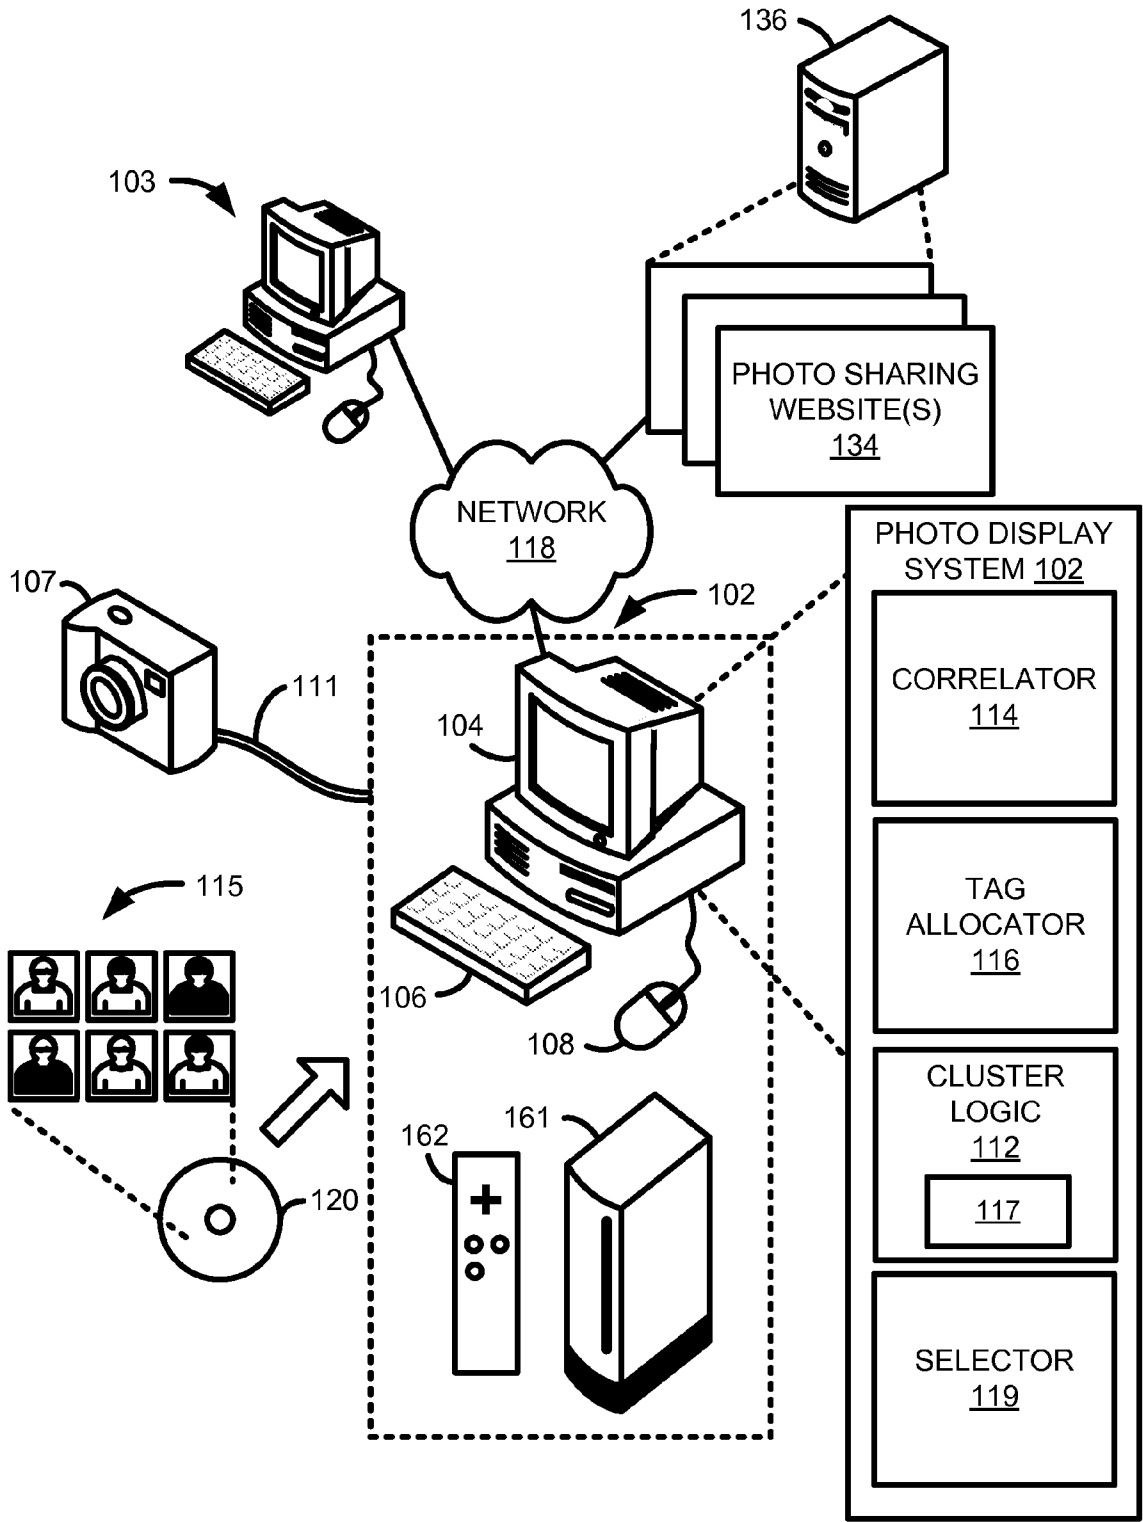 136
103
PHOTO SHARING
WEBSITE(S)
134
NETWORK
118
PHOTO DISPLAY
SYSTEM 102
107
102
CORRELATOR
114
111
104
115
TAG
ALLOCATOR
116
106
108
CLUSTER
LOGIC
112
162
161
120
117
SELECTOR
119